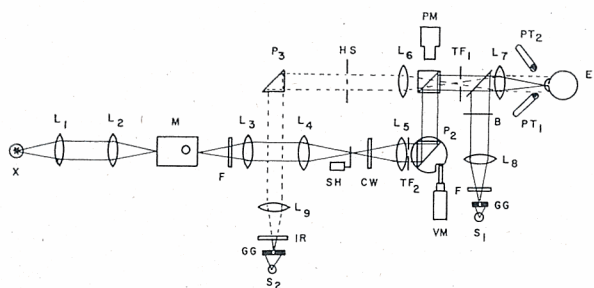 PM
P3 HS L6 TF1 L7 PT2
E
PT1
B
L1 L2 M L3 L4 L5 P2
L8
X F SH CW TF2 F
GG
L9
IR VM S1
GG
S2